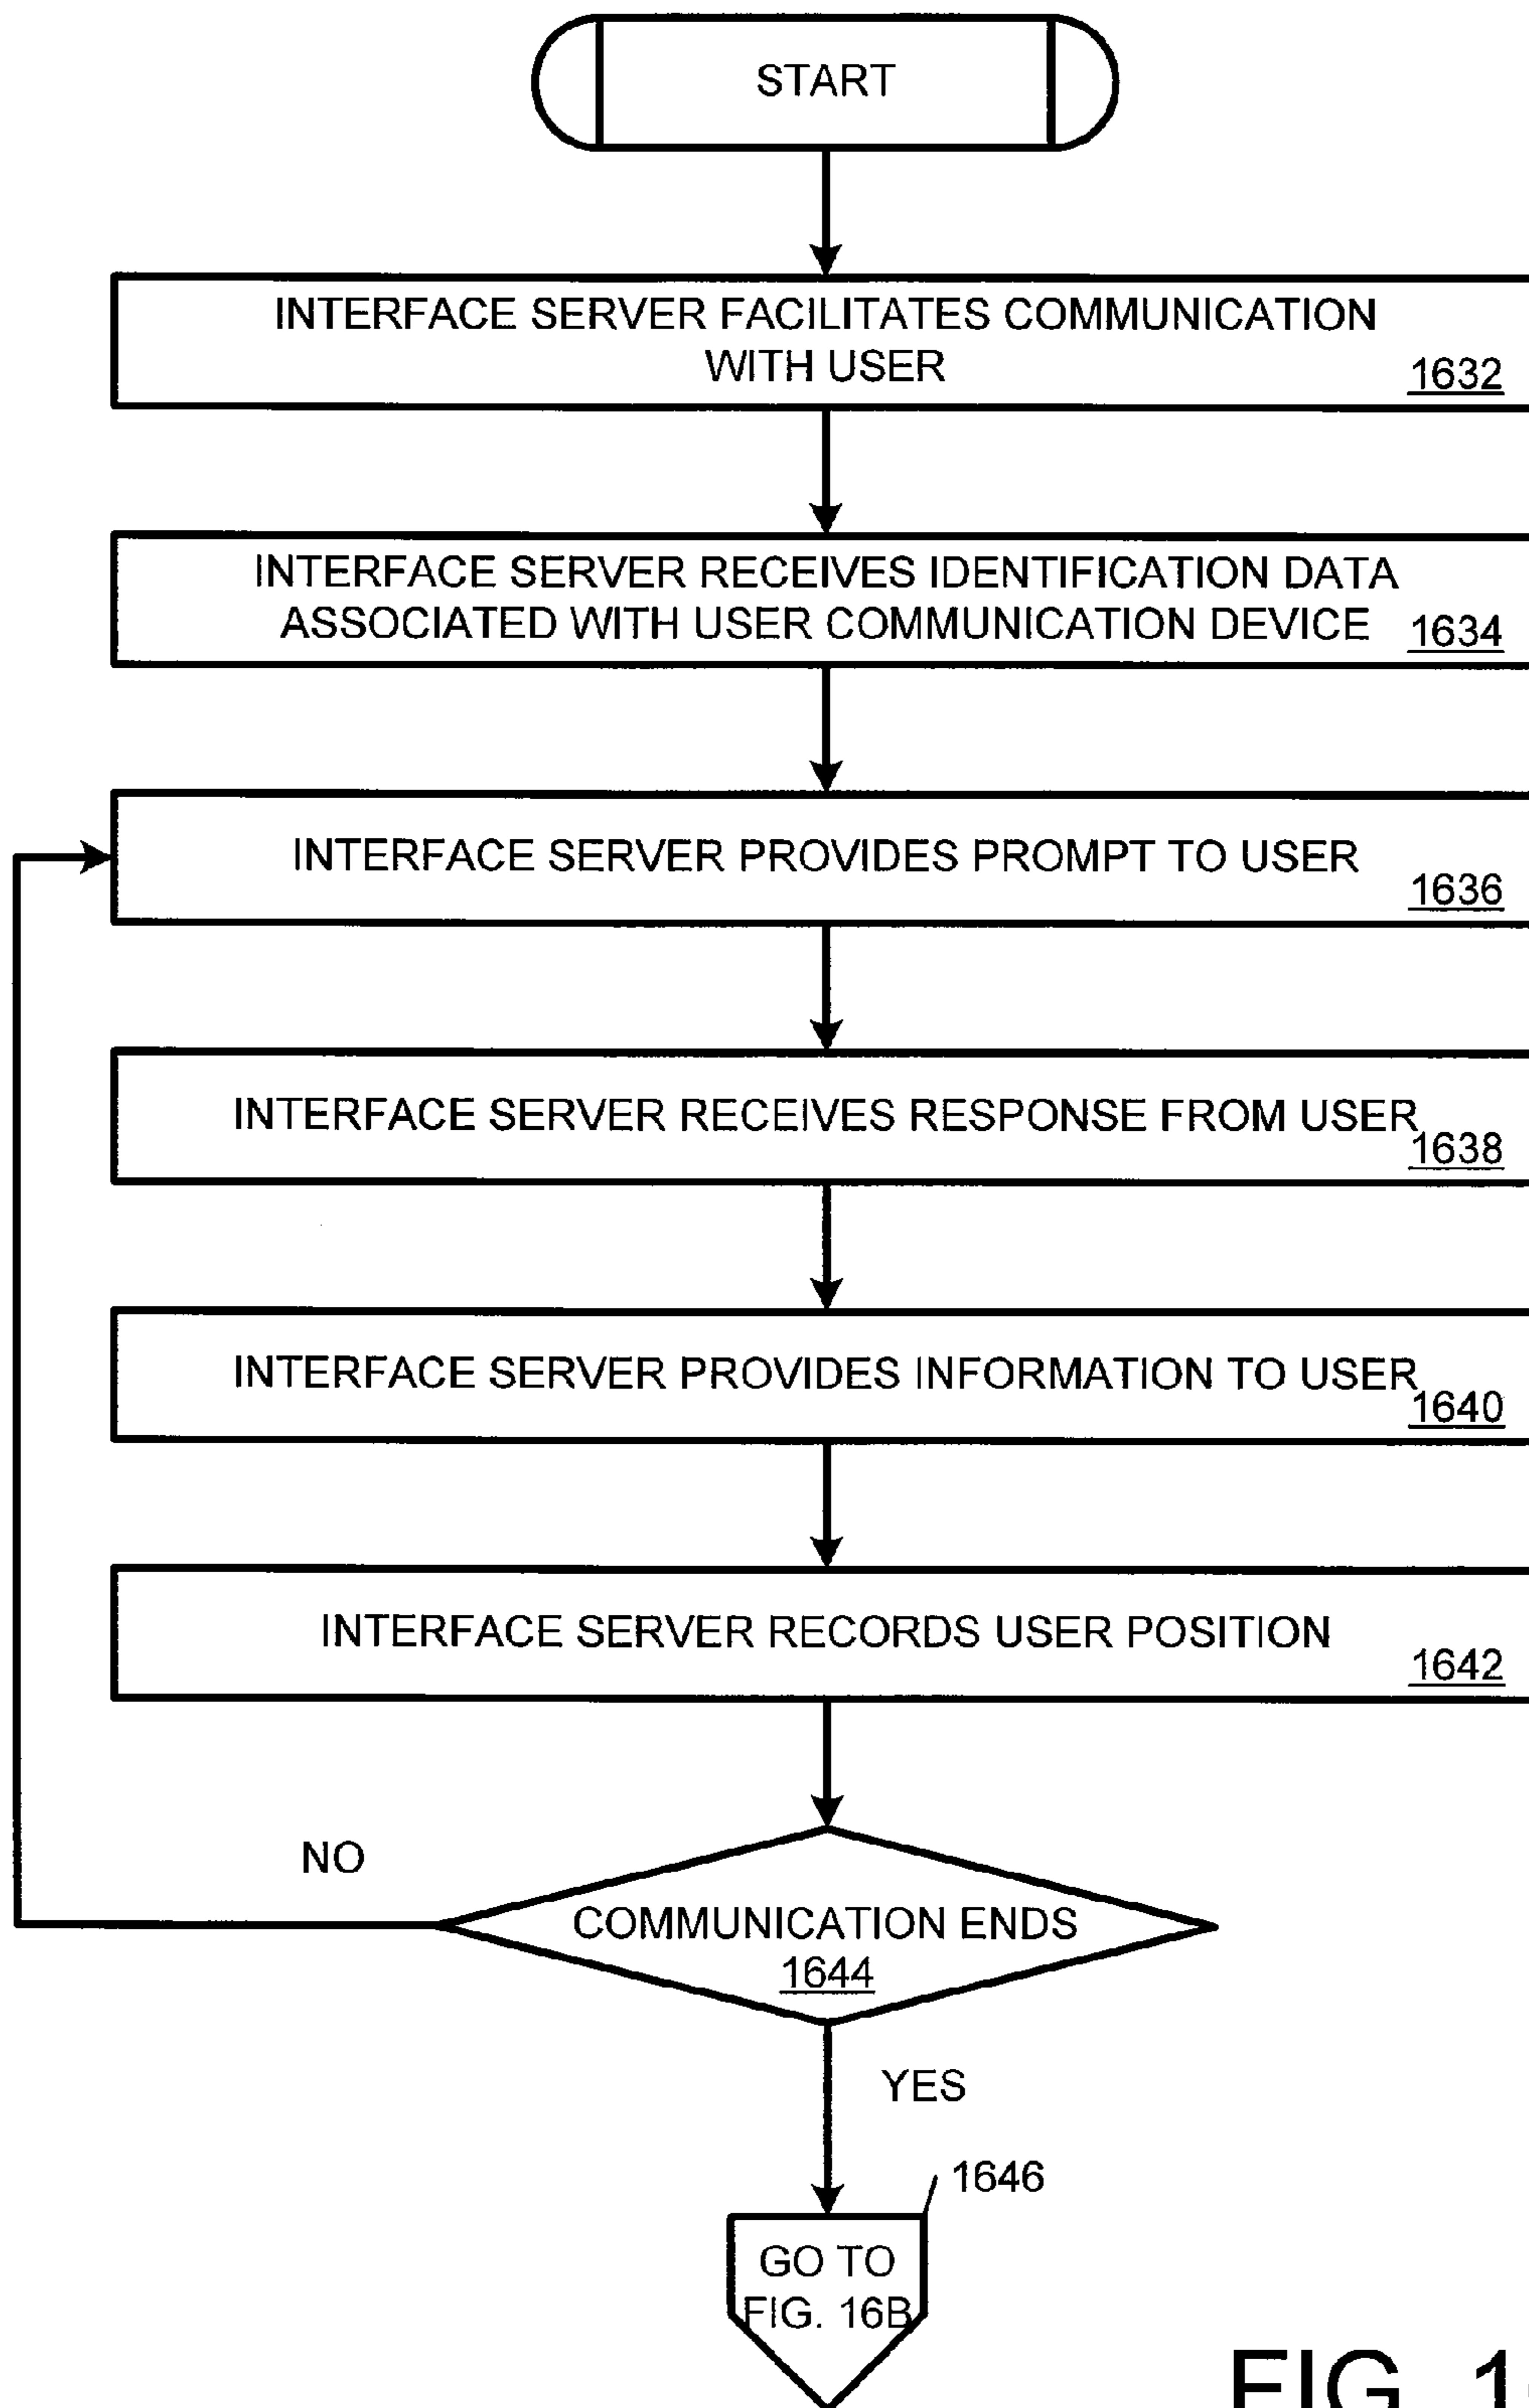 START
INTERFACE SERVER FACILITATES COMMUNICATION
WITH USER
1632
INTERFACE SERVER RECEIVES IDENTIFICATION DATA
ASSOCIATED WITH USER COMMUNICATION DEVICE
1634
INTERFACE SERVER PROVIDES PROMPT TO USER
1636
INTERFACE SERVER RECEIVES RESPONSE FROM USER
1638
INTERFACE SERVER PROVIDES INFORMATION TO USER
1640
INTERFACE SERVER RECORDS USER POSITION
1642
NO
COMMUNICATION ENDS
1644
YES
1646
GO TO
FIG. 16B
FIG. 1